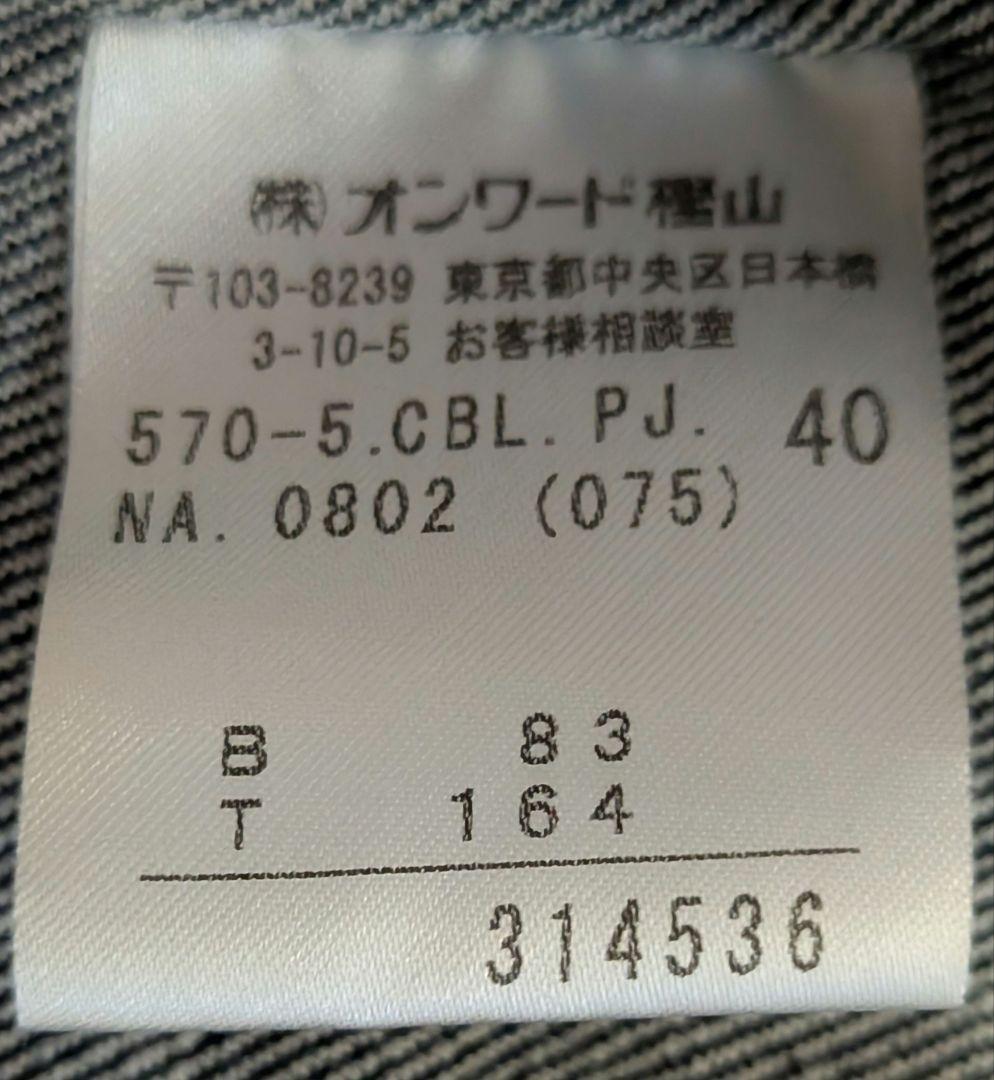 ㈱オンワード樫山
〒103-8239 東京都中央区日本橋
3-10-5 お客様相談室
570-5.CBL.PJ. 40
NA.0802 (075)
B 83
T 164
314536